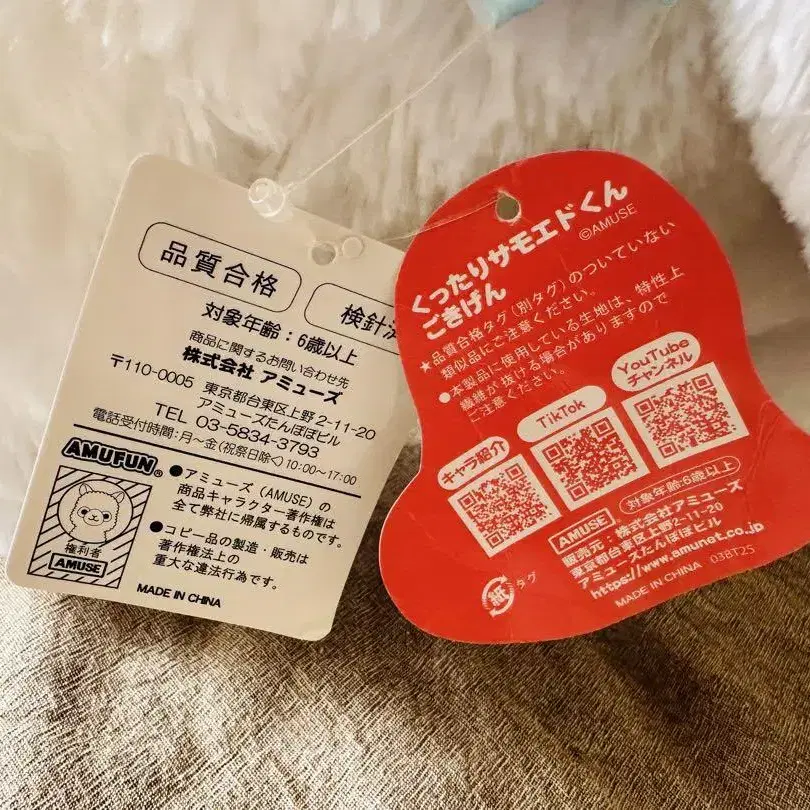 品質合格
検針済
対象年齢：6歳以上
商品に関するお問い合わせ先
株式会社 アミューズ
〒110-0005 東京都台東区上野 2-11-20
アミューズたんぽぽビル
TEL 03-5834-3793
電話受付時間：月～金（祝祭日除く）10:00～17:00
AMUFUN®
権利者
AMUSE
●アミューズ（AMUSE）の
商品キャラクター著作権は
全て弊社に帰属するものです。
●コピー品の製造・販売は
著作権法上の
重大な違法行為です。
MADE IN CHINA
くったりサモエドくん
ごきげん
©AMUSE
★品質合格タグ（別タグ）のついていない
類似品にご注意ください。
●本製品に使用している生地は、特性上
繊維が抜ける場合がありますので
ご注意ください。
キャラ紹介
TikTok
YouTube
チャンネル
対象年齢:6歳以上
AMUSE
販売元：株式会社アミューズ
東京都台東区上野2-11-20
アミューズたんぽぽビル
https://www.amunet.co.jp
MADE IN CHINA 03BT25
紙 タグ